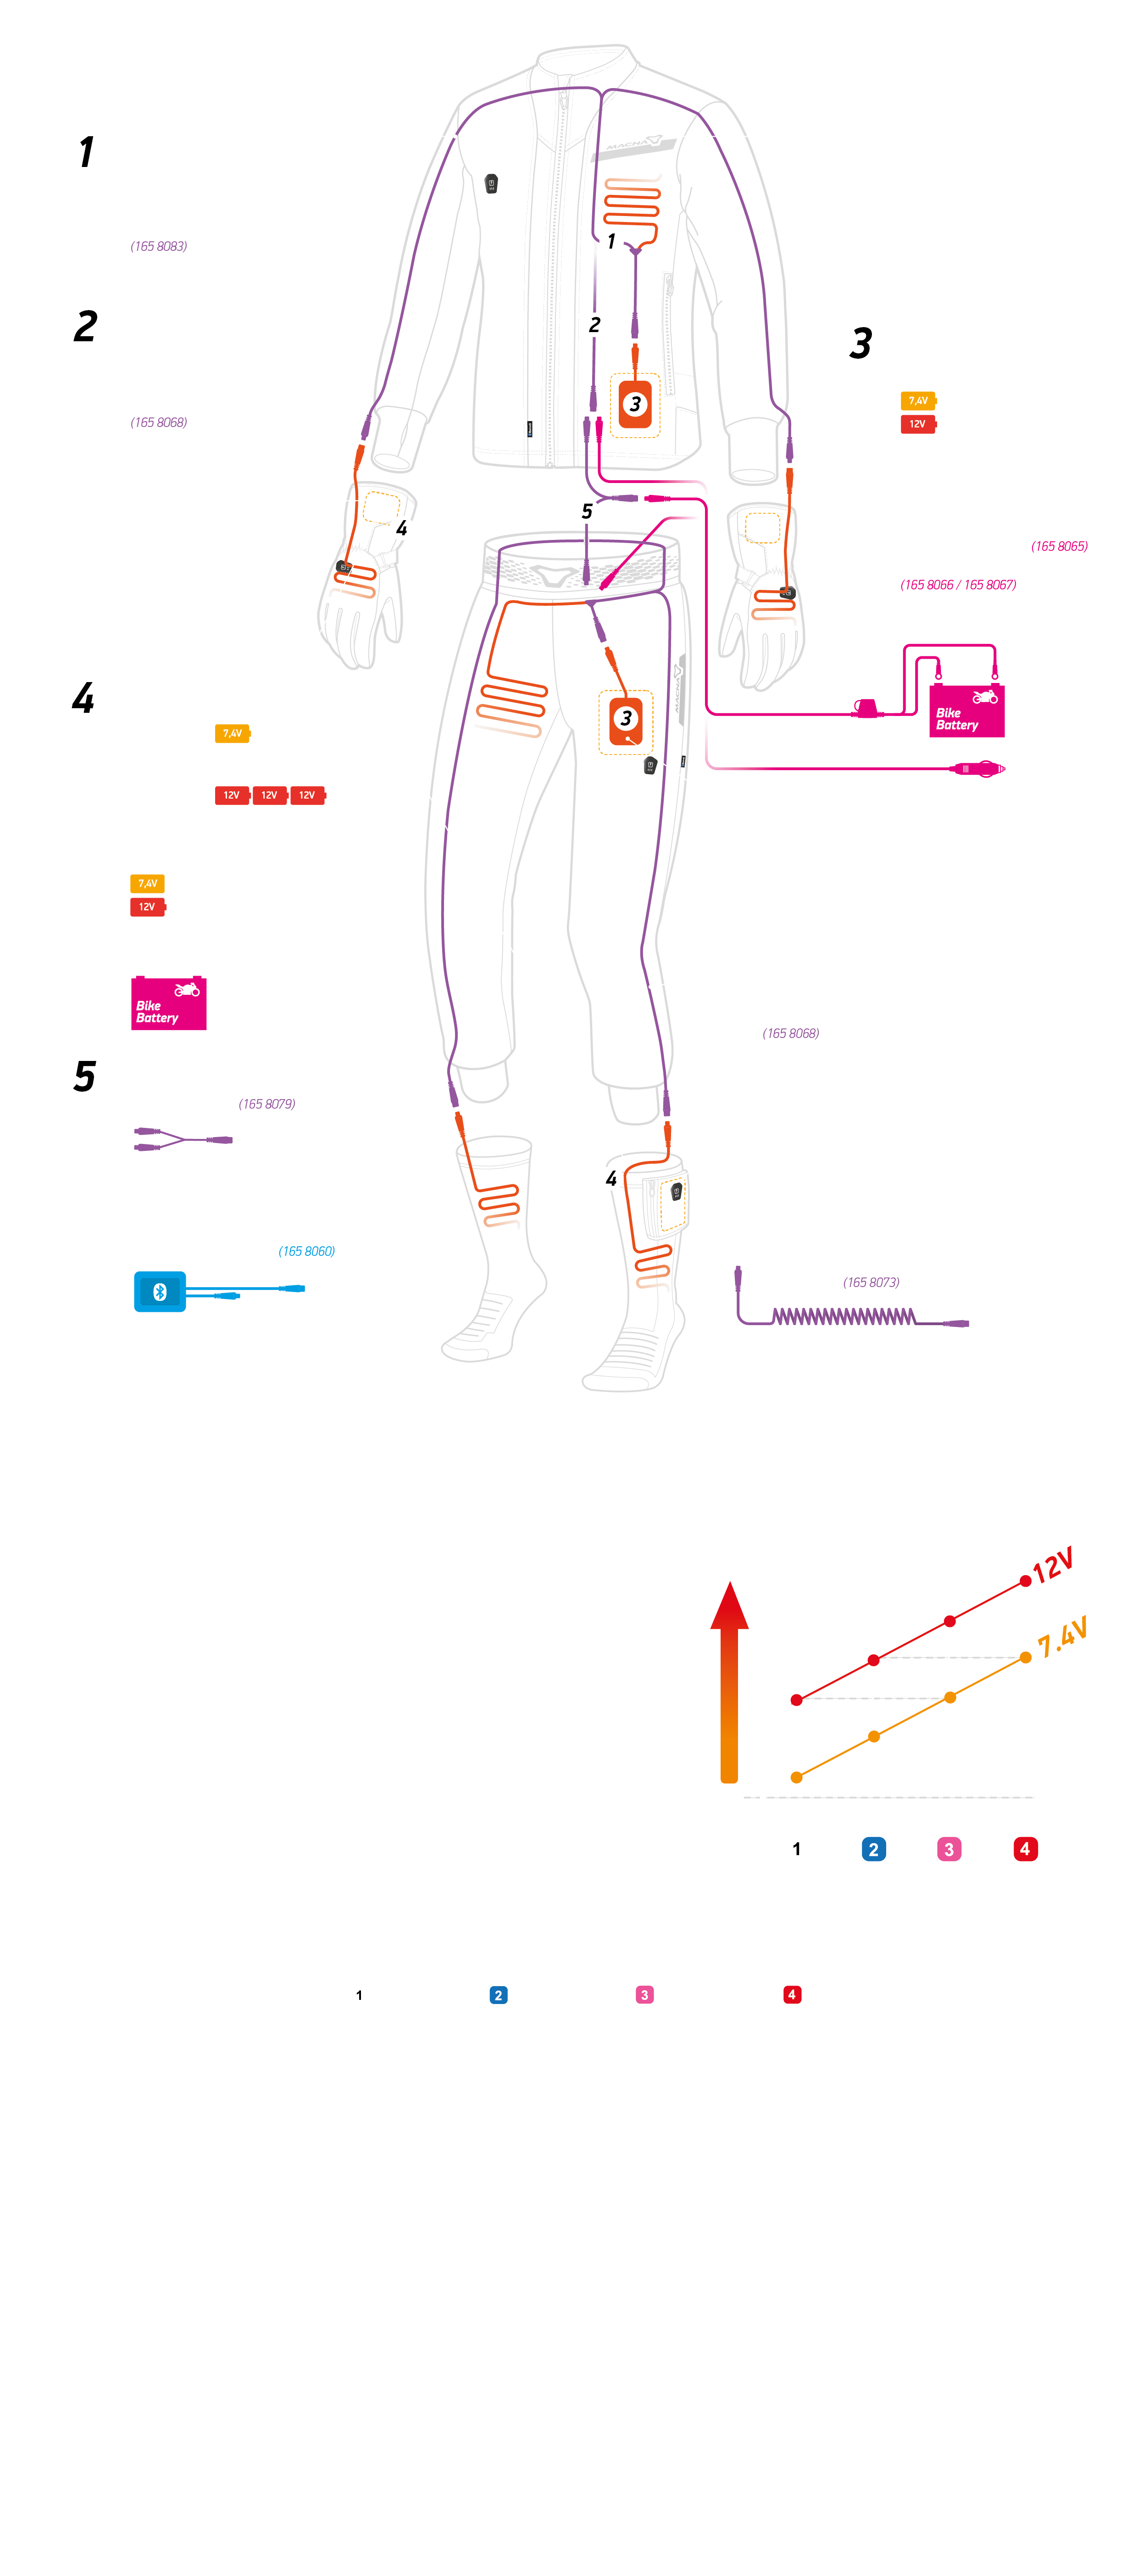 MACNA
1
(165 8083)
1
2
(165 8068)
2
3
7,4V
12V
3
4
5
(165 8065)
(165 8066 / 165 8067)
Bike
Battery
MACNA
3
4
7,4V
12V 12V 12V
7,4V
12V
Bike
Battery
(165 8068)
5
(165 8079)
4
(165 8060)
(165 8073)
12V
7.4V
1 2 3 4
1 2 3 4